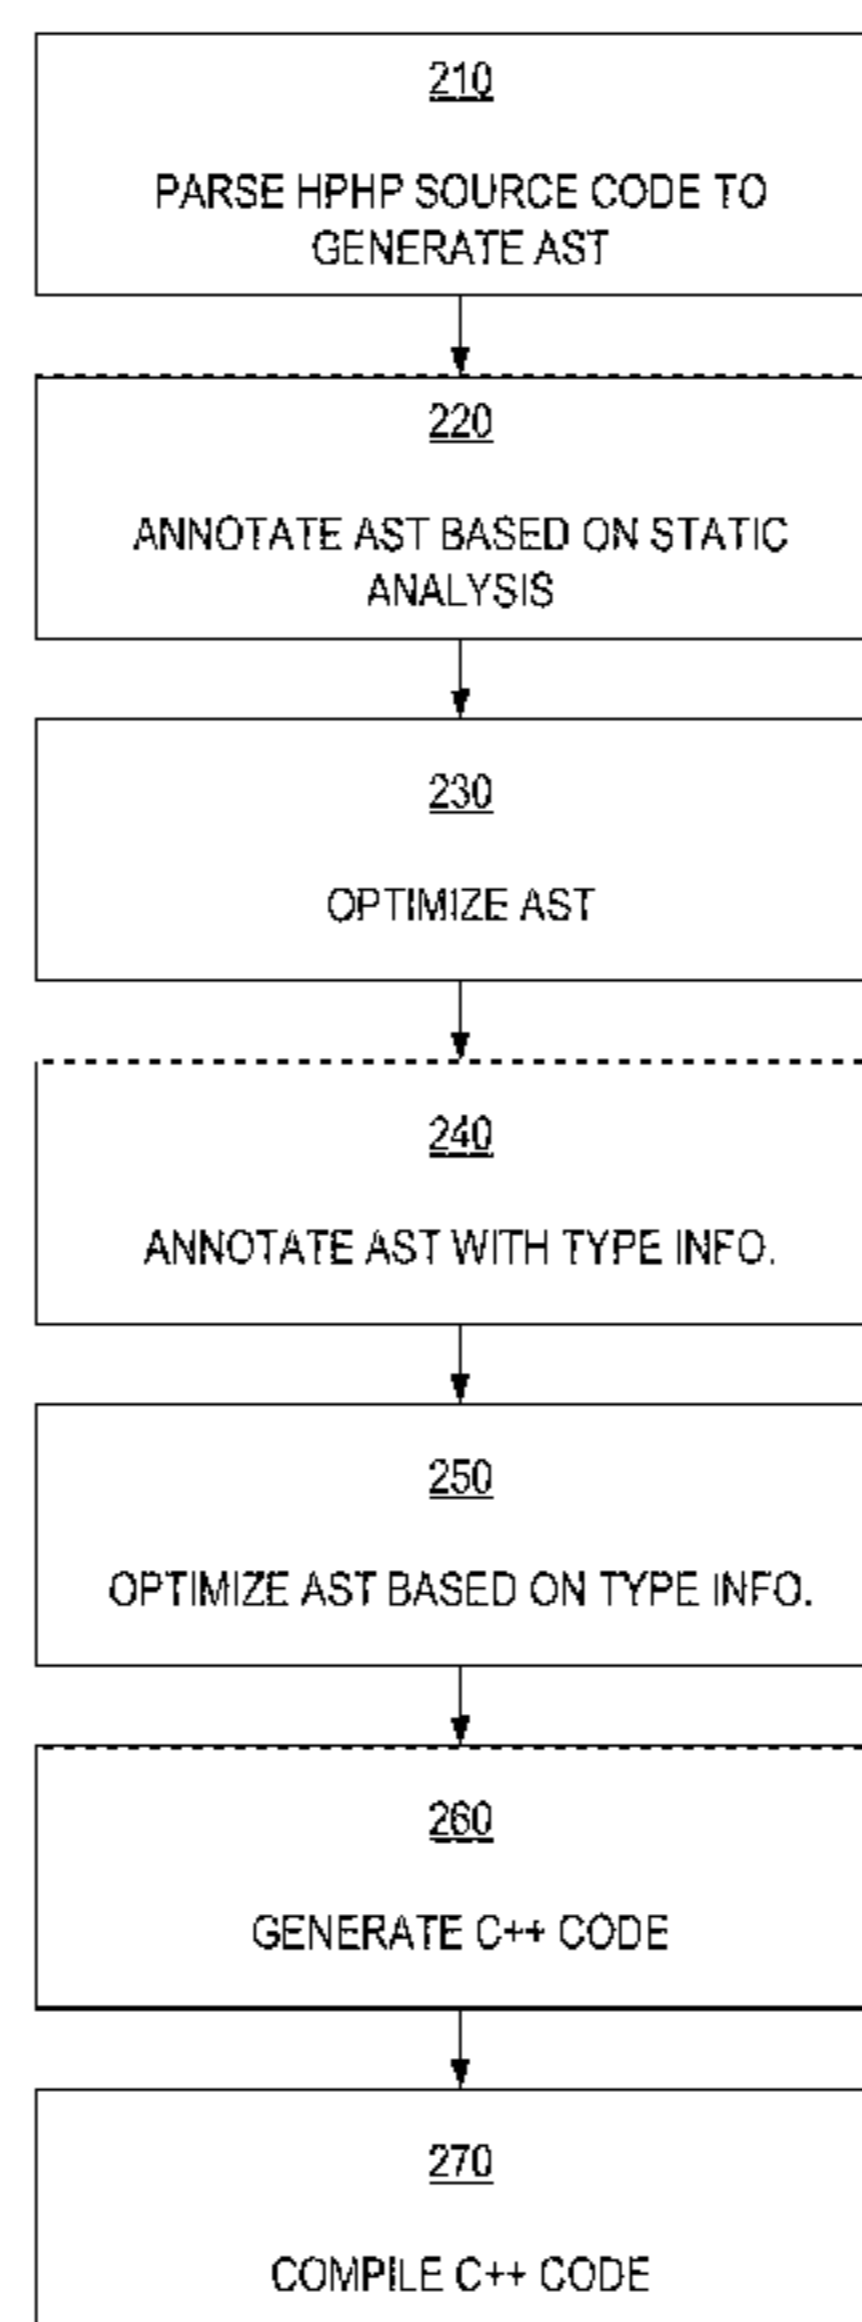 210
PARSE HPHP SOURCE CODE TO
GENERATE AST
220
ANNOTATE AST BASED ON STATIC
ANALYSIS
230
OPTIMIZE AST
240
ANNOTATE AST WITH TYPE INFO.
250
OPTIMIZE AST BASED ON TYPE INFO.
260
GENERATE C++ CODE
270
COMPILE C++ CODE